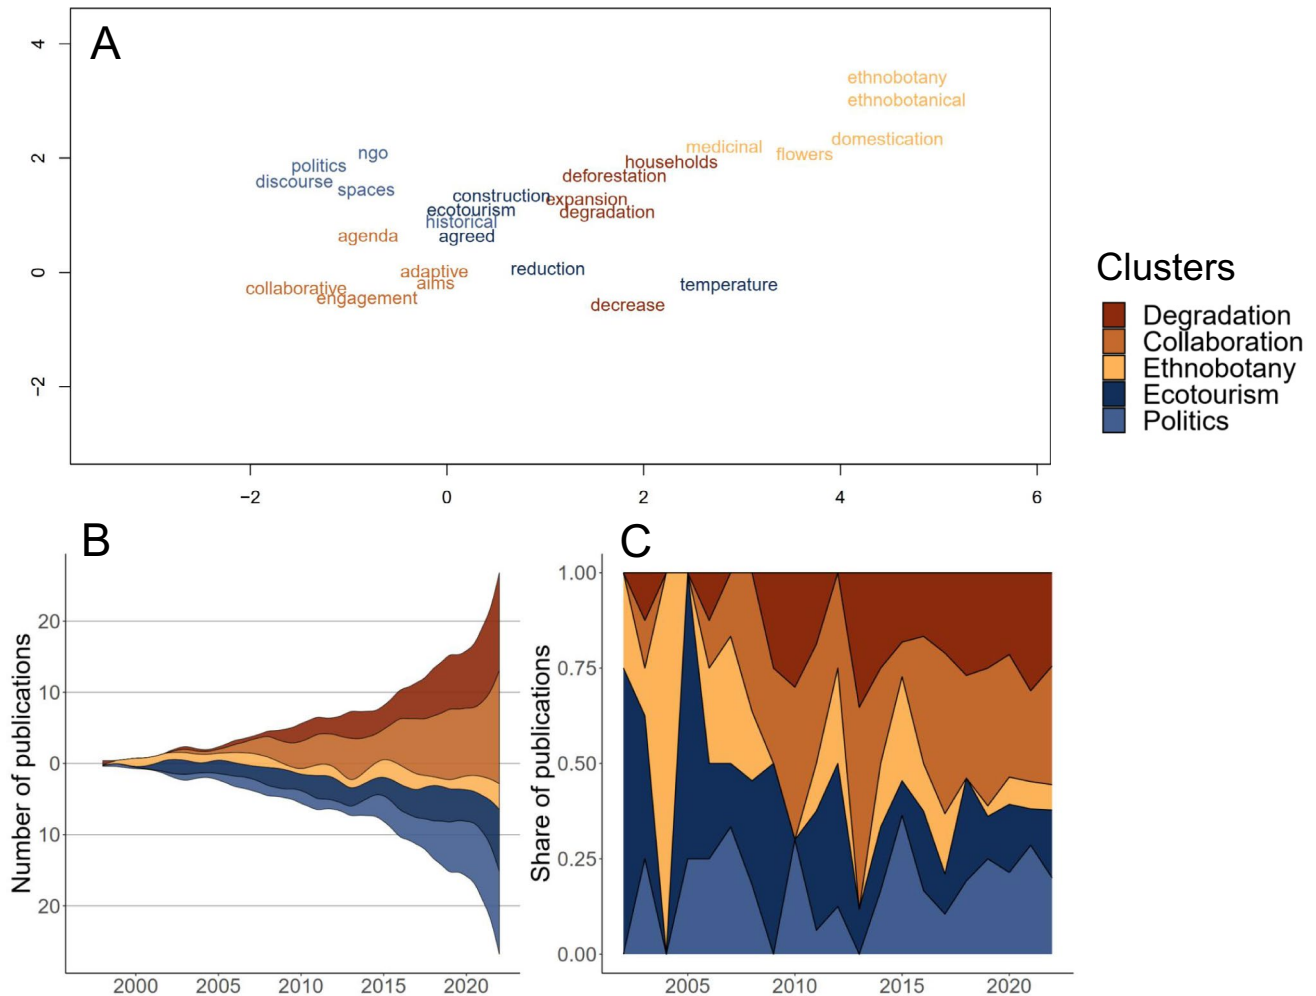 A
4
2
0
−2
ethnobotany
ethnobotanical
domestication
medicinal
flowers
households
deforestation
expansion
degradation
ngo
politics
discourse
spaces
construction
ecotourism
historical
agreed
agenda
adaptive
aims
collaborative
engagement
reduction
temperature
decrease
−2 0 2 4 6
Clusters
Degradation
Collaboration
Ethnobotany
Ecotourism
Politics
B
Number of publications
20
10
0
10
20
2000 2005 2010 2015 2020
C
Share of publications
1.00
0.75
0.50
0.25
0.00
2005 2010 2015 2020